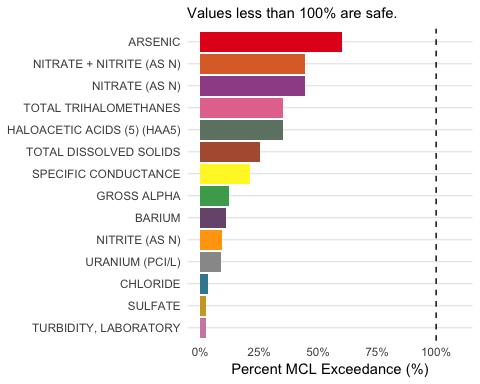 Values less than 100% are safe.
ARSENIC
NITRATE + NITRITE (AS N)
NITRATE (AS N)
TOTAL TRIHALOMETHANES
HALOACETIC ACIDS (5) (HAA5)
TOTAL DISSOLVED SOLIDS
SPECIFIC CONDUCTANCE
GROSS ALPHA
BARIUM
NITRITE (AS N)
URANIUM (PCI/L)
CHLORIDE
SULFATE
TURBIDITY, LABORATORY
0% 25% 50% 75% 100%
Percent MCL Exceedance (%)